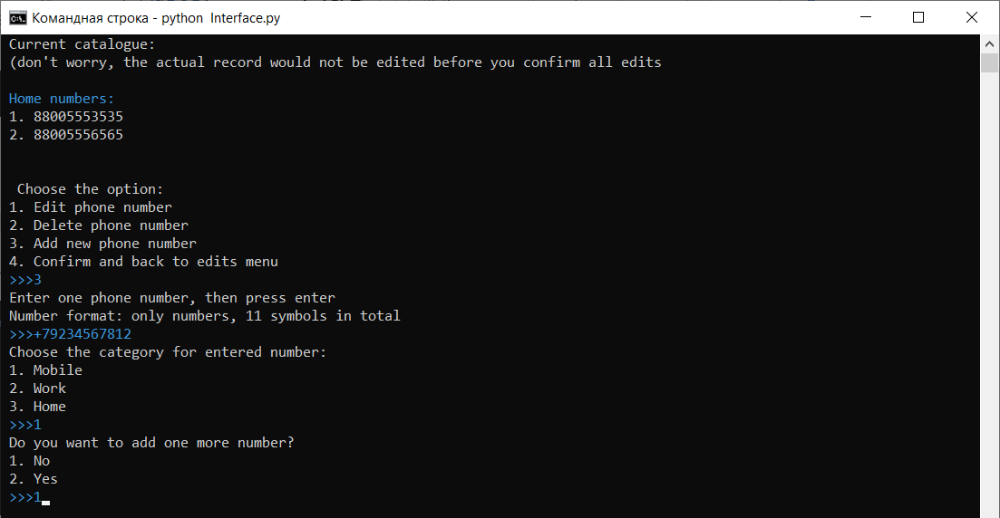 Командная строка - python Interface.py
Current catalogue:
(don't worry, the actual record would not be edited before you confirm all edits
Home numbers:
1. 88005553535
2. 88005556565
Choose the option:
1. Edit phone number
2. Delete phone number
3. Add new phone number
4. Confirm and back to edits menu
>>>3
Enter one phone number, then press enter
Number format: only numbers, 11 symbols in total
>>>+79234567812
Choose the category for entered number:
1. Mobile
2. Work
3. Home
>>>1
Do you want to add one more number?
1. No
2. Yes
>>>1